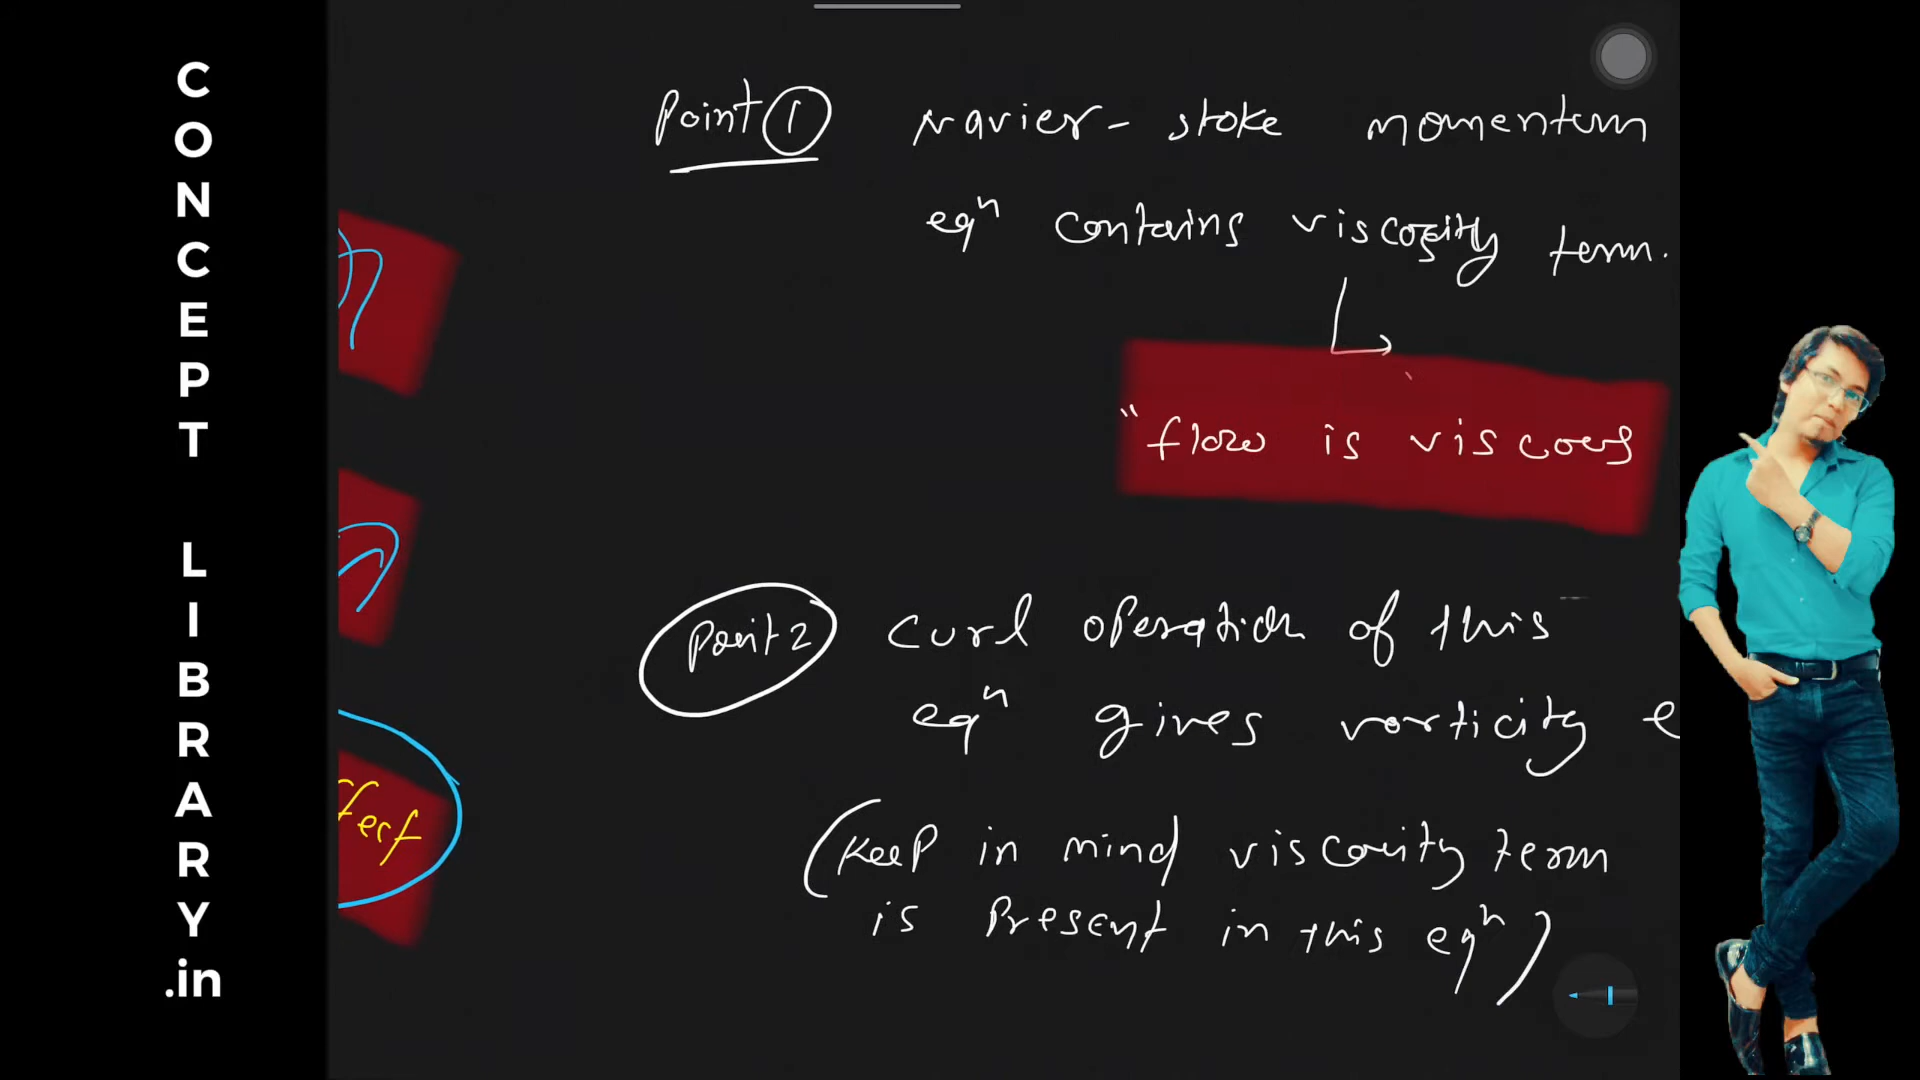 CONCEPT LIBRARY.in
Point 1 Navier - stoke momentum
eqn contains viscosity term.
"flow is viscous
Point 2 curl operation of this
eqn gives vorticity e
(Keep in mind viscosity term
is Present in this eqn)
ffect